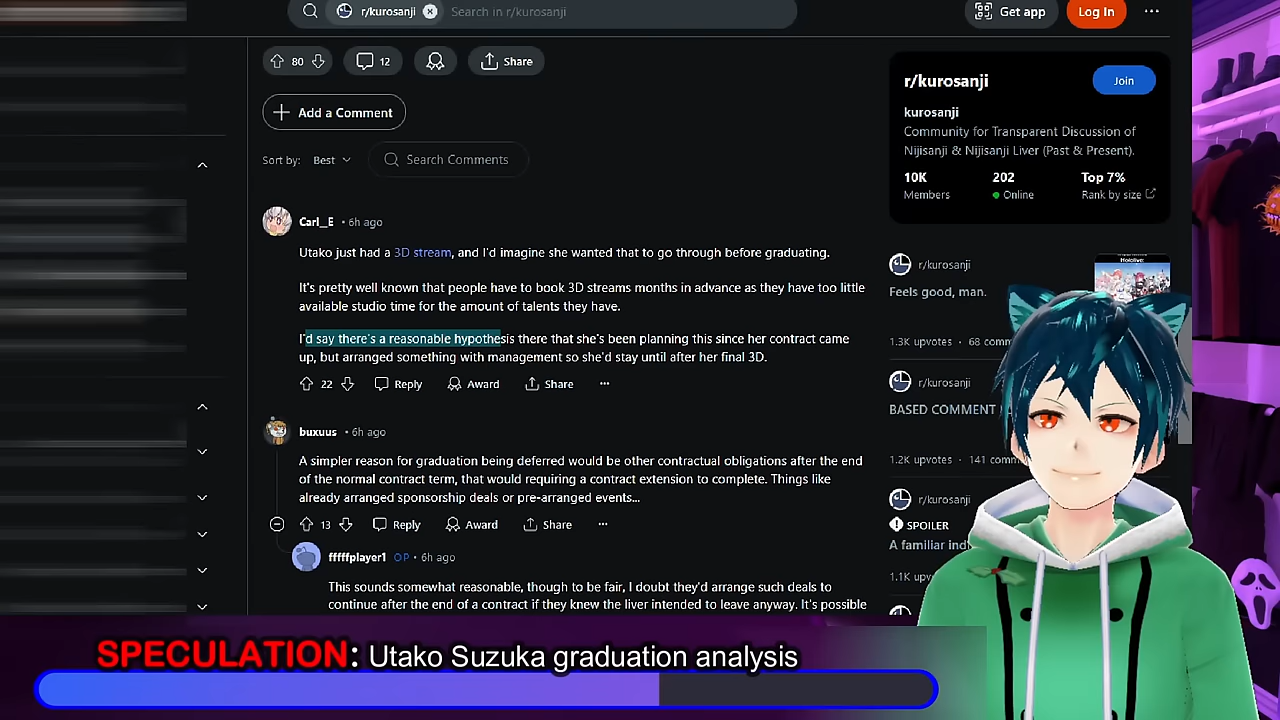 r/kurosanji
Search in r/kurosanji
Get app
Log In
80
12
Share
Add a Comment
Sort by: Best
Search Comments
Carl_E • 6h ago
Utako just had a 3D stream, and I'd imagine she wanted that to go through before graduating.
It's pretty well known that people have to book 3D streams months in advance as they have too little
available studio time for the amount of talents they have.
I'd say there's a reasonable hypothesis there that she's been planning this since her contract came
up, but arranged something with management so she'd stay until after her final 3D.
22
Reply
Award
Share
buxuus • 6h ago
A simpler reason for graduation being deferred would be other contractual obligations after the end
of the normal contract term, that would requiring a contract extension to complete. Things like
already arranged sponsorship deals or pre-arranged events...
13
Reply
Award
Share
fffffplayer1 OP • 6h ago
This sounds somewhat reasonable, though to be fair, I doubt they'd arrange such deals to
continue after the end of a contract if they knew the liver intended to leave anyway. It's possible
r/kurosanji
Join
kurosanji
Community for Transparent Discussion of
Nijisanji & Nijisanji Liver (Past & Present).
10K
202
Top 7%
Members
Online
Rank by size
r/kurosanji
Feels good, man.
1.3K upvotes • 68 comm
r/kurosanji
BASED COMMENT
1.2K upvotes • 141 comm
r/kurosanji
SPOILER
A familiar ind
1.1K upv
SPECULATION: Utako Suzuka graduation analysis